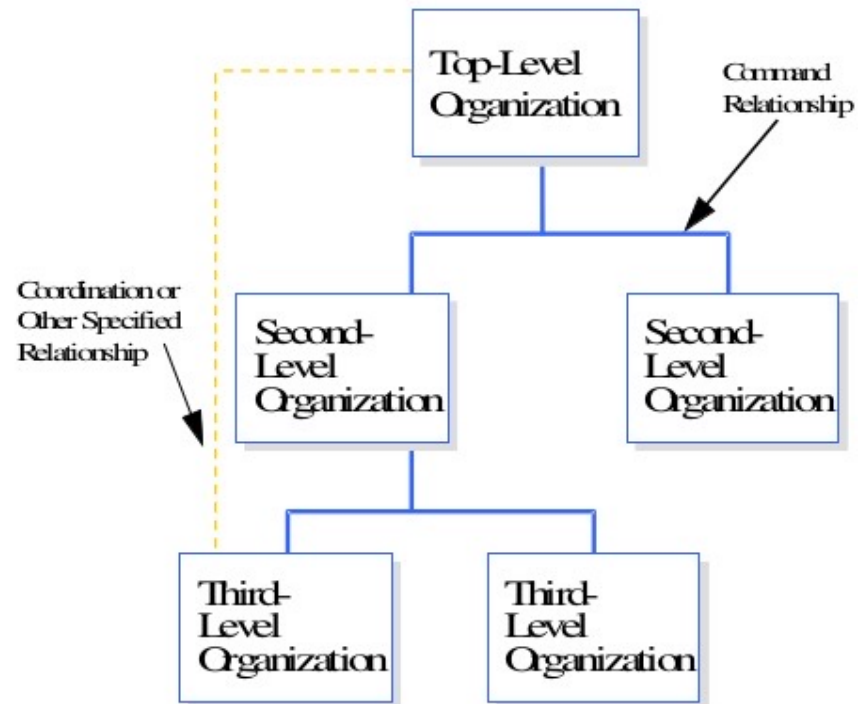 Top-Level
Organization
Command
Relationship
Coordination or
Other Specified
Relationship
Second-
Level
Organization
Second-
Level
Organization
Third-
Level
Organization
Third-
Level
Organization